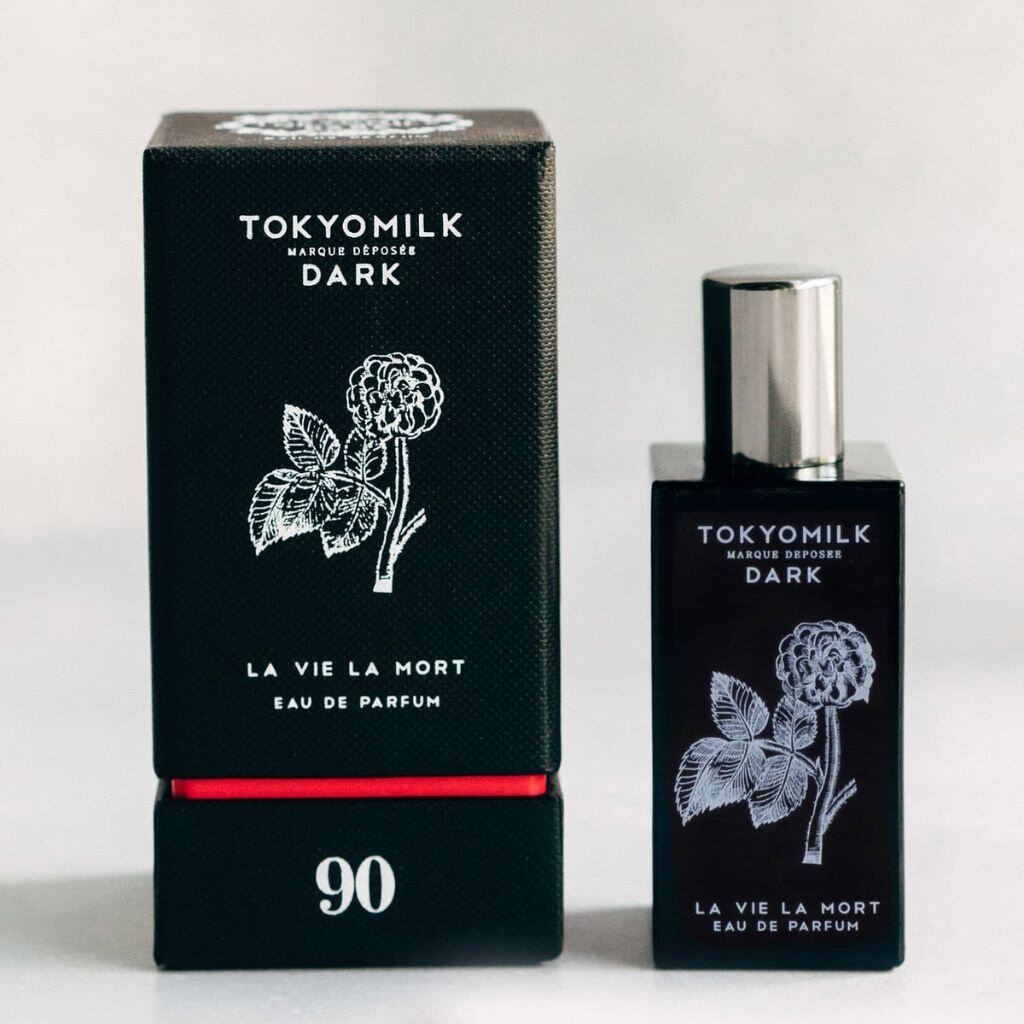 TOKYOMILK
MARQUE DÉPOSÉE
DARK
LA VIE LA MORT
EAU DE PARFUM
90
TOKYOMILK
MARQUE DEPOSEE
DARK
LA VIE LA MORT
EAU DE PARFUM